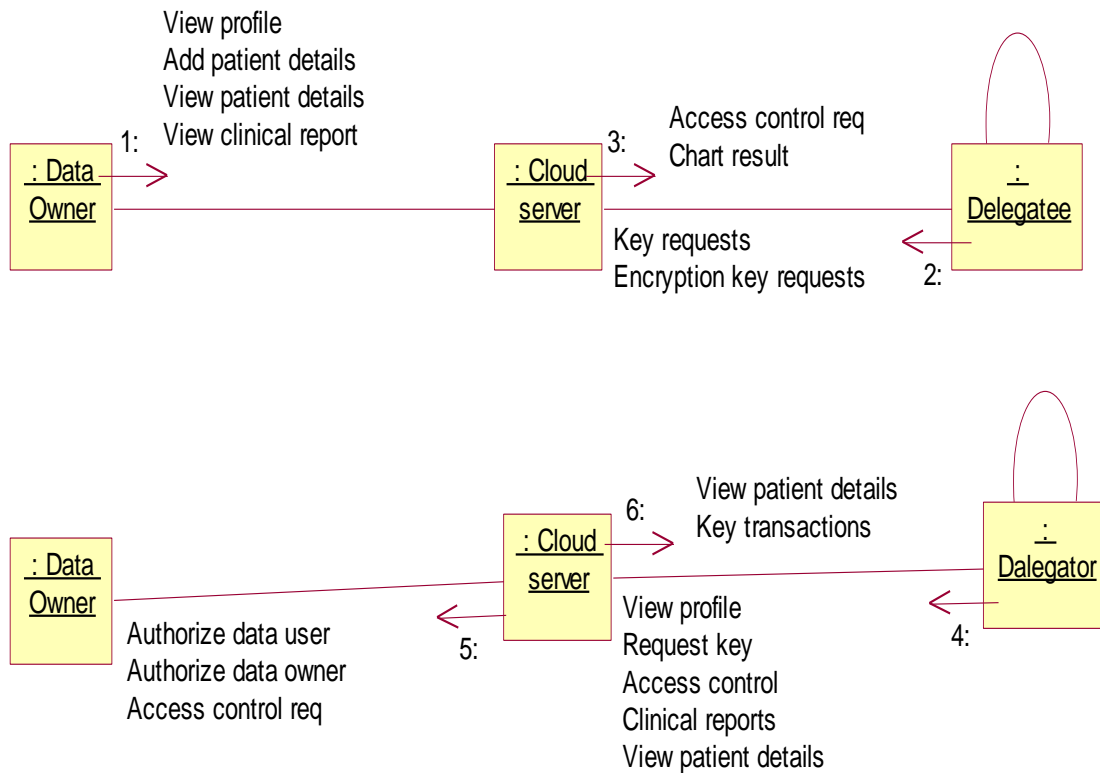 View profile
Add patient details
View patient details
View clinical report
1:
: Data
Owner
3:
: Cloud
server
Access control req
Chart result
:
Delegatee
Key requests
Encryption key requests
2:
6:
View patient details
Key transactions
: Data
Owner
: Cloud
server
:
Dalegator
Authorize data user
Authorize data owner
Access control req
5:
View profile
Request key
Access control
Clinical reports
View patient details
4: